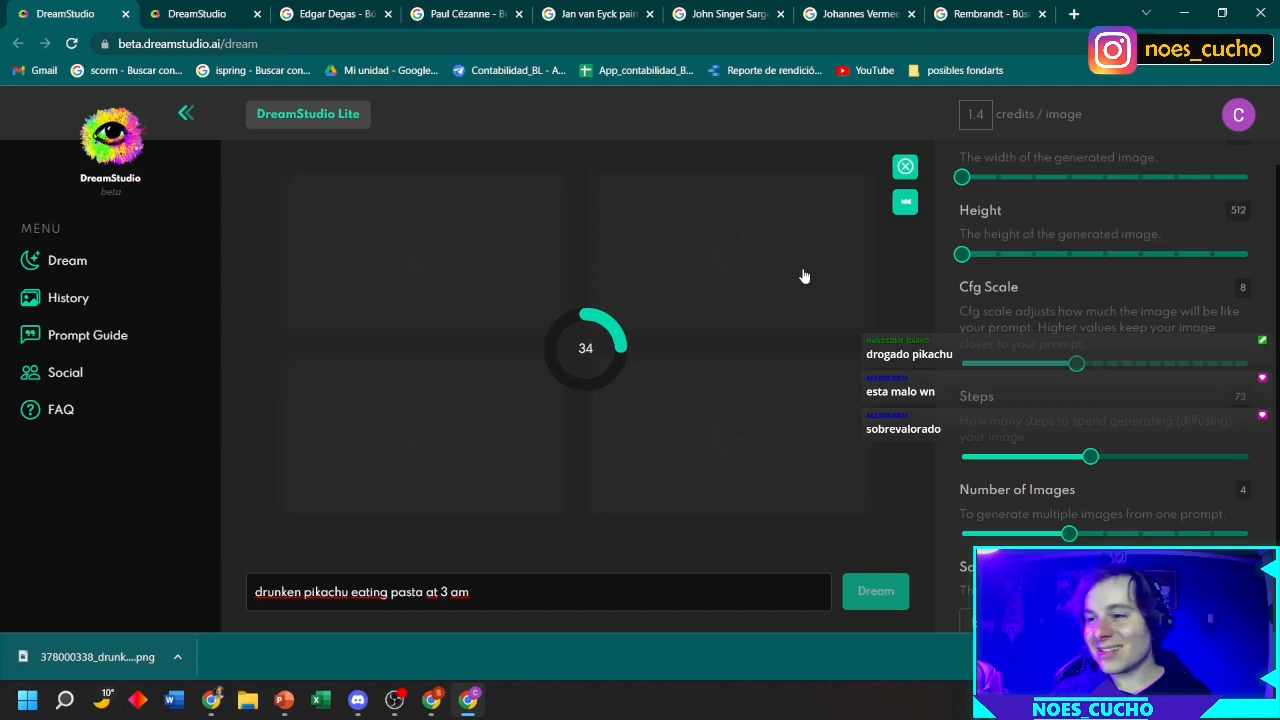 DreamStudio
DreamStudio
Edgar Degas - Bú
Paul Cézanne - B
Jan van Eyck pain
John Singer Sarg
Johannes Vermee
Rembrandt - Búsc
beta.dreamstudio.ai/dream
noes_cucho
Gmail
scorm - Buscar con...
ispring - Buscar con...
Mi unidad - Google...
Contabilidad_BL - A...
App_contabilidad_B...
Reporte de rendició...
YouTube
posibles fondarts
DreamStudio
beta
MENU
Dream
History
Prompt Guide
Social
FAQ
DreamStudio Lite
1.4 credits / image
C
The width of the generated image.
Height 512
The height of the generated image.
Cfg Scale 8
Cfg scale adjusts how much the image will be like
your prompt. Higher values keep your image
closer to your prompt.
HANDSOME_DARKO
drogado pikachu
esta malo wn
sobrevalorado
Steps 73
How many steps to spend generating (diffusing)
your image.
Number of Images 4
To generate multiple images from one prompt.
34
drunken pikachu eating pasta at 3 am
Dream
378000338_drunk....png
10°
NOES_CUCHO